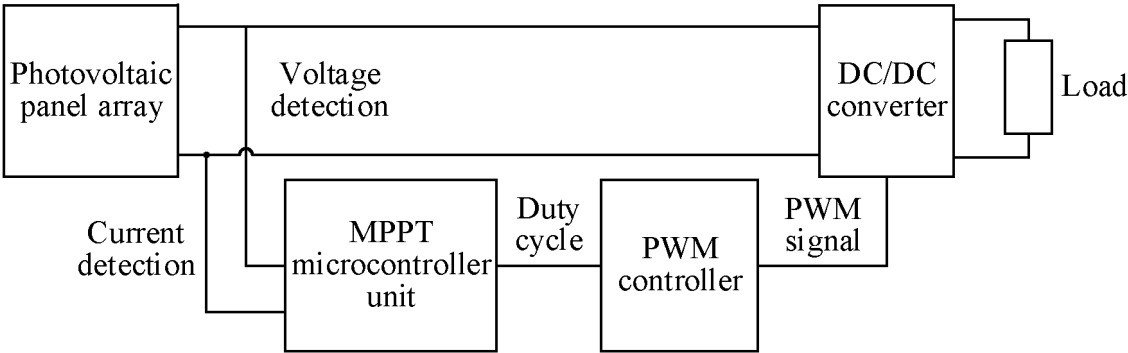 Photovoltaic
panel array
Voltage
detection
DC/DC
converter
Load
Current
detection
MPPT
microcontroller
unit
Duty
cycle
PWM
controller
PWM
signal